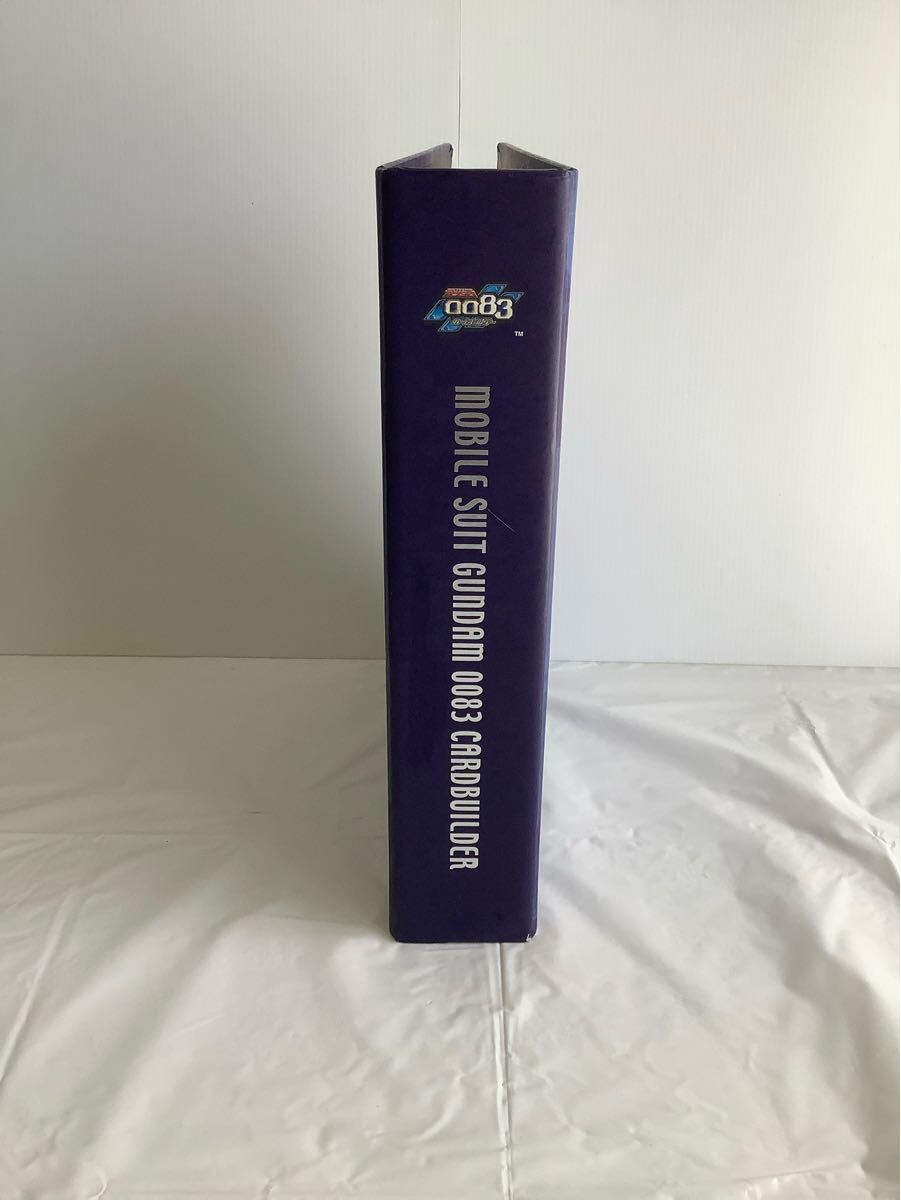 0083
TM
MOBILE SUIT GUNDAM 0083 CARDBUILDER